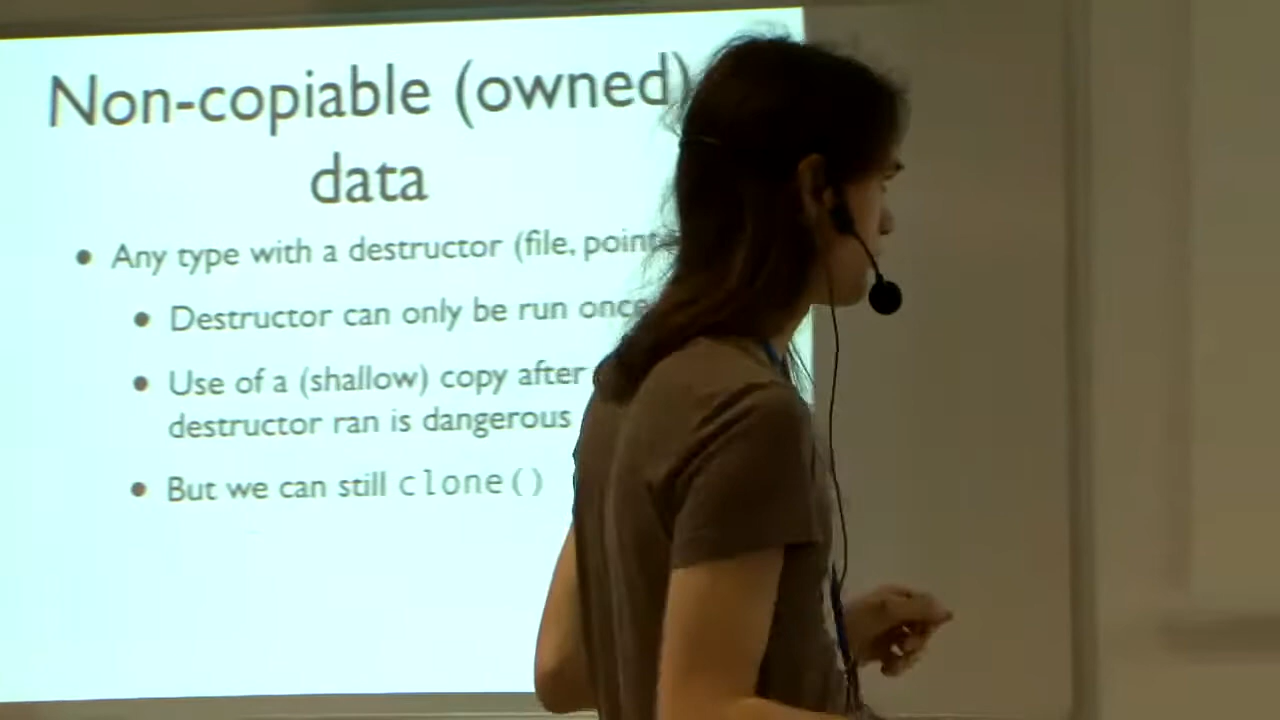 Non-copiable (owned)
data
• Any type with a destructor (file,
• Destructor can only be run once
• Use of a (shallow) copy after
destructor ran is dangerous
• But we can still clone()